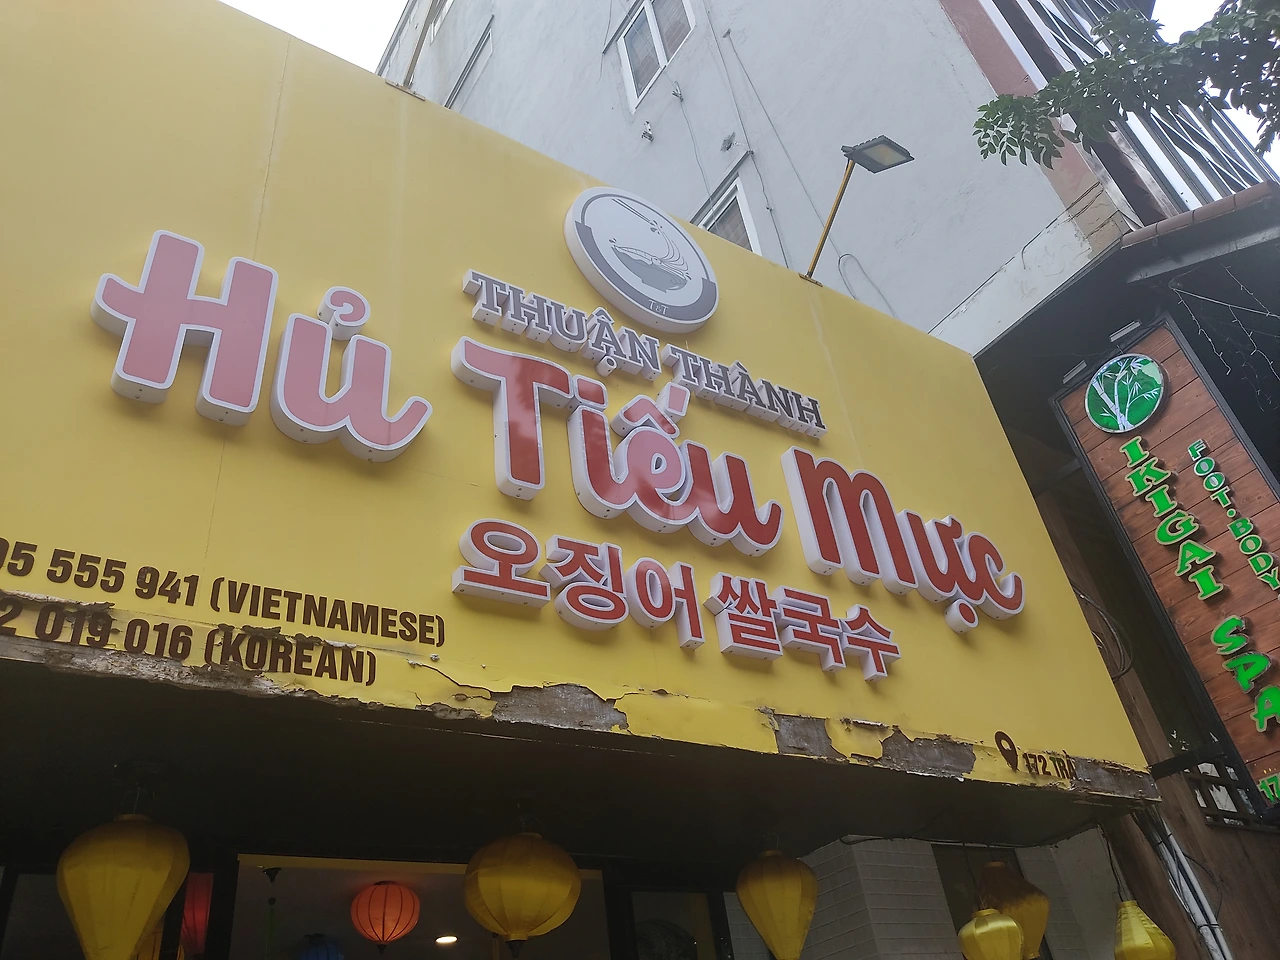 T&T
THUẬN THÀNH
Hủ Tiếu Mực
오징어 쌀국수
05 555 941 (VIETNAMESE)
2 019 016 (KOREAN)
172 TRÀ
IKIGAI SPA
FOOT·BODY